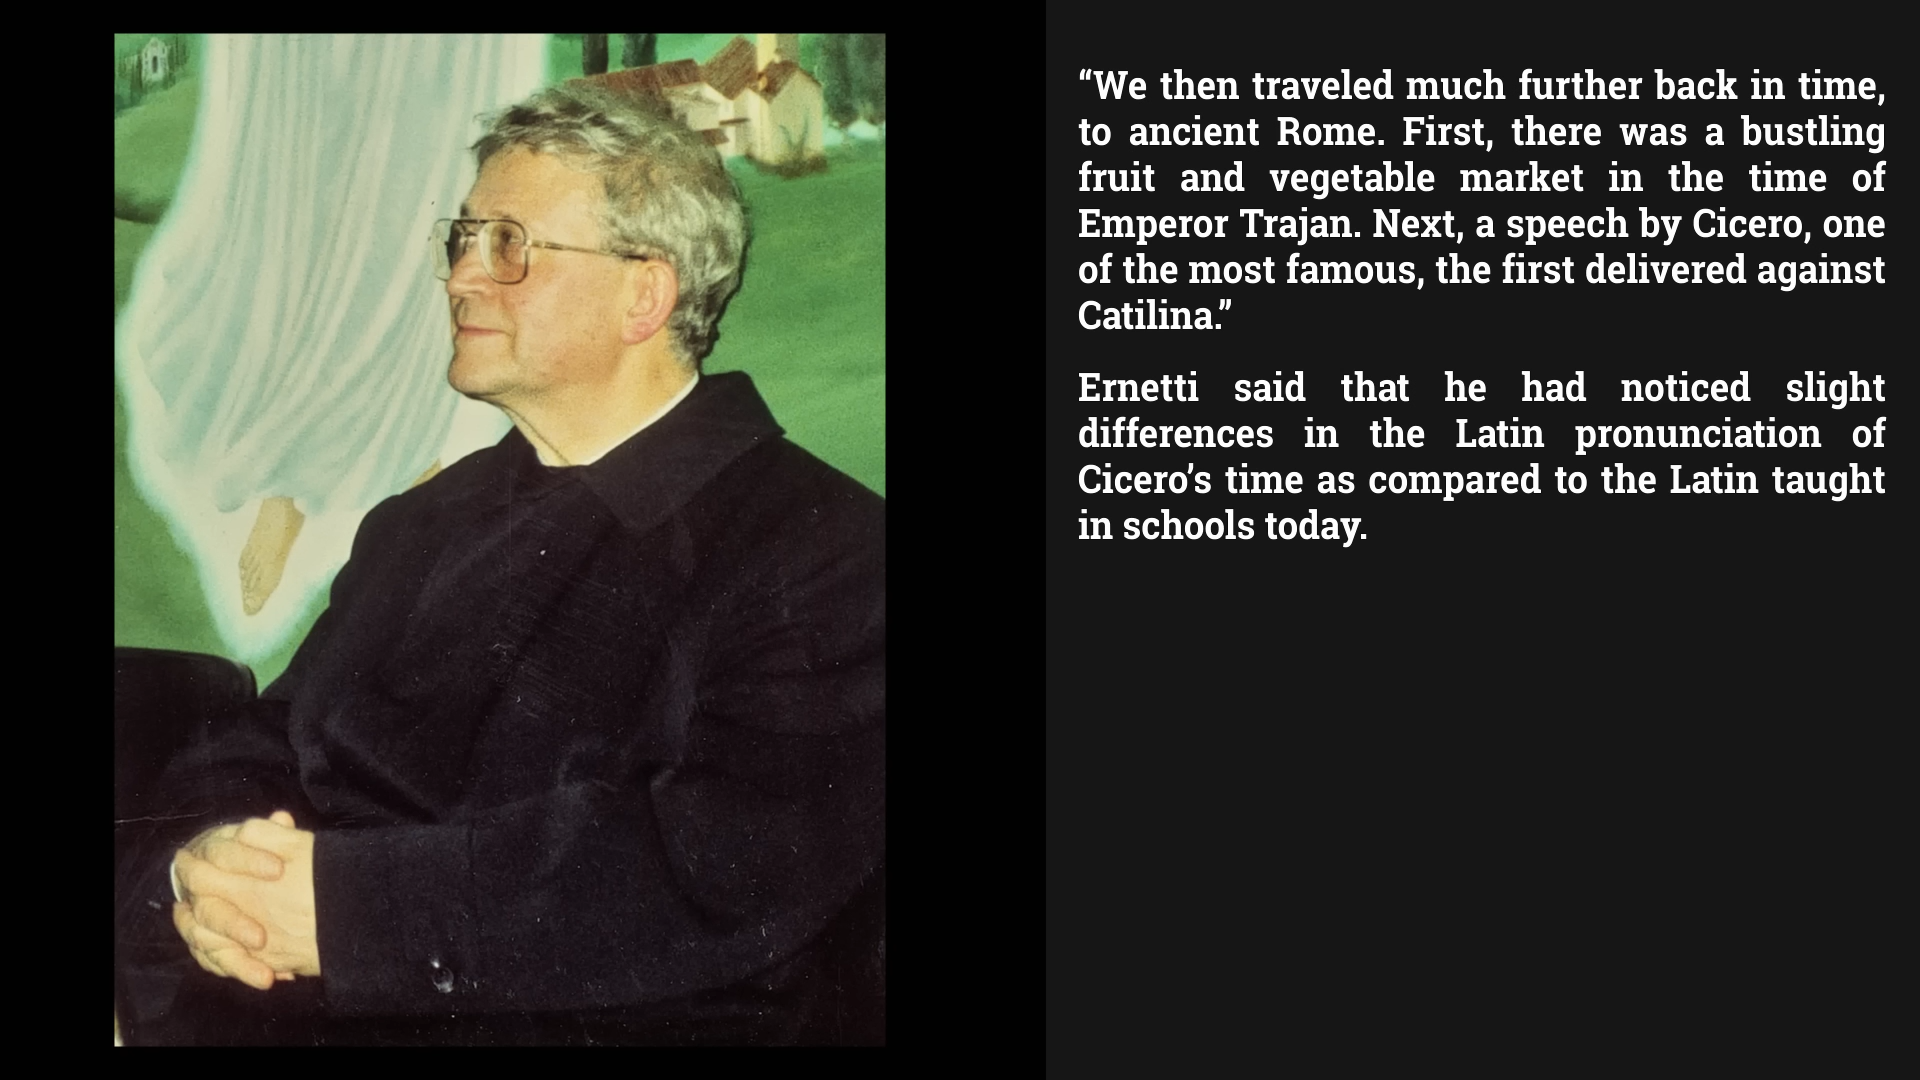 “We then traveled much further back in time,
to ancient Rome. First, there was a bustling
fruit and vegetable market in the time of
Emperor Trajan. Next, a speech by Cicero, one
of the most famous, the first delivered against
Catilina.”
Ernetti said that he had noticed slight
differences in the Latin pronunciation of
Cicero’s time as compared to the Latin taught
in schools today.